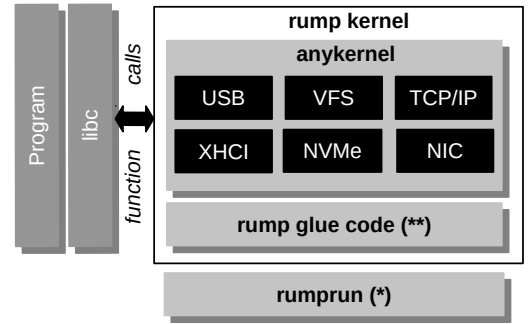 Program
libc
calls
function
rump kernel
anykernel
USB VFS TCP/IP
XHCI NVMe NIC
rump glue code (**)
rumprun (*)